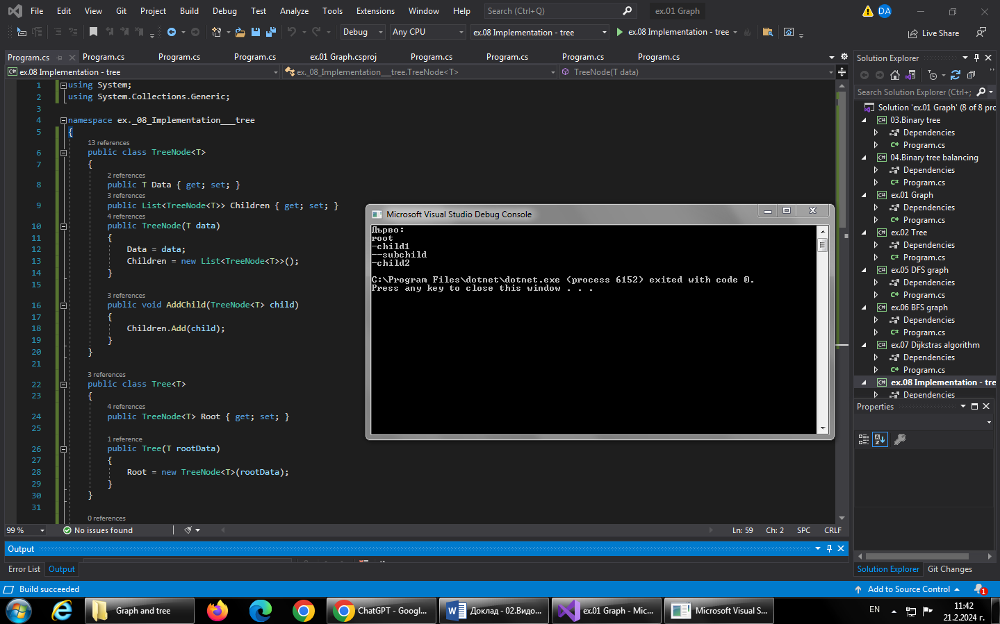 File Edit View Git Project Build Debug Test Analyze Tools Extensions Window Help Search (Ctrl+Q) ex.01 Graph DA
Debug Any CPU ex.08 Implementation - tree ex.08 Implementation - tree Live Share
Program.cs Program.cs Program.cs Program.cs ex.01 Graph.csproj Program.cs Program.cs Program.cs Program.cs
ex.08 Implementation - tree ex._08_Implementation___tree.TreeNode<T> TreeNode(T data)
1 using System;
2 using System.Collections.Generic;
3
4 namespace ex._08_Implementation___tree
5 {
13 references
6 public class TreeNode<T>
7 {
2 references
8 public T Data { get; set; }
3 references
9 public List<TreeNode<T>> Children { get; set; }
4 references
10 public TreeNode(T data)
11 {
12 Data = data;
13 Children = new List<TreeNode<T>>();
14 }
15
3 references
16 public void AddChild(TreeNode<T> child)
17 {
18 Children.Add(child);
19 }
20 }
21
3 references
22 public class Tree<T>
23 {
4 references
24 public TreeNode<T> Root { get; set; }
25
1 reference
26 public Tree(T rootData)
27 {
28 Root = new TreeNode<T>(rootData);
29 }
30 }
31
0 references
Microsoft Visual Studio Debug Console
Дърво:
root
-child1
--subchild
-child2
C:\Program Files\dotnet\dotnet.exe (process 6152) exited with code 0.
Press any key to close this window . . .
Solution Explorer
Search Solution Explorer (Ctrl+;
Solution 'ex.01 Graph' (8 of 8 pro
03.Binary tree
Dependencies
Program.cs
04.Binary tree balancing
Dependencies
Program.cs
ex.01 Graph
Dependencies
Program.cs
ex.02 Tree
Dependencies
Program.cs
ex.05 DFS graph
Dependencies
Program.cs
ex.06 BFS graph
Dependencies
Program.cs
ex.07 Dijkstras algorithm
Dependencies
Program.cs
ex.08 Implementation - tre
Dependencies
Properties
99 % No issues found Ln: 59 Ch: 2 SPC CRLF
Output
Error List Output Solution Explorer Git Changes
Build succeeded Add to Source Control 1
Graph and tree ChatGPT - Googl... Доклад - 02.Видо... ex.01 Graph - Mic... Microsoft Visual S... EN 11:42
21.2.2024 г.